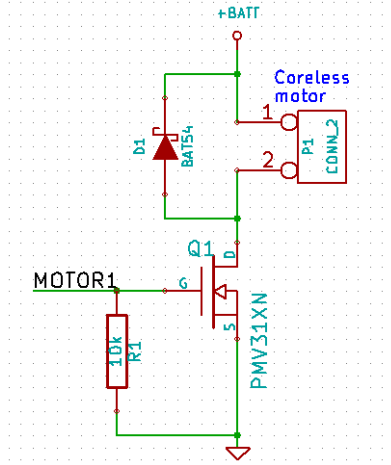 +BATT
Coreless
motor
1
D1
BAT54
P1
CONN_2
2
Q1
D
MOTOR1
G
S
PMV31XN
10k
R1